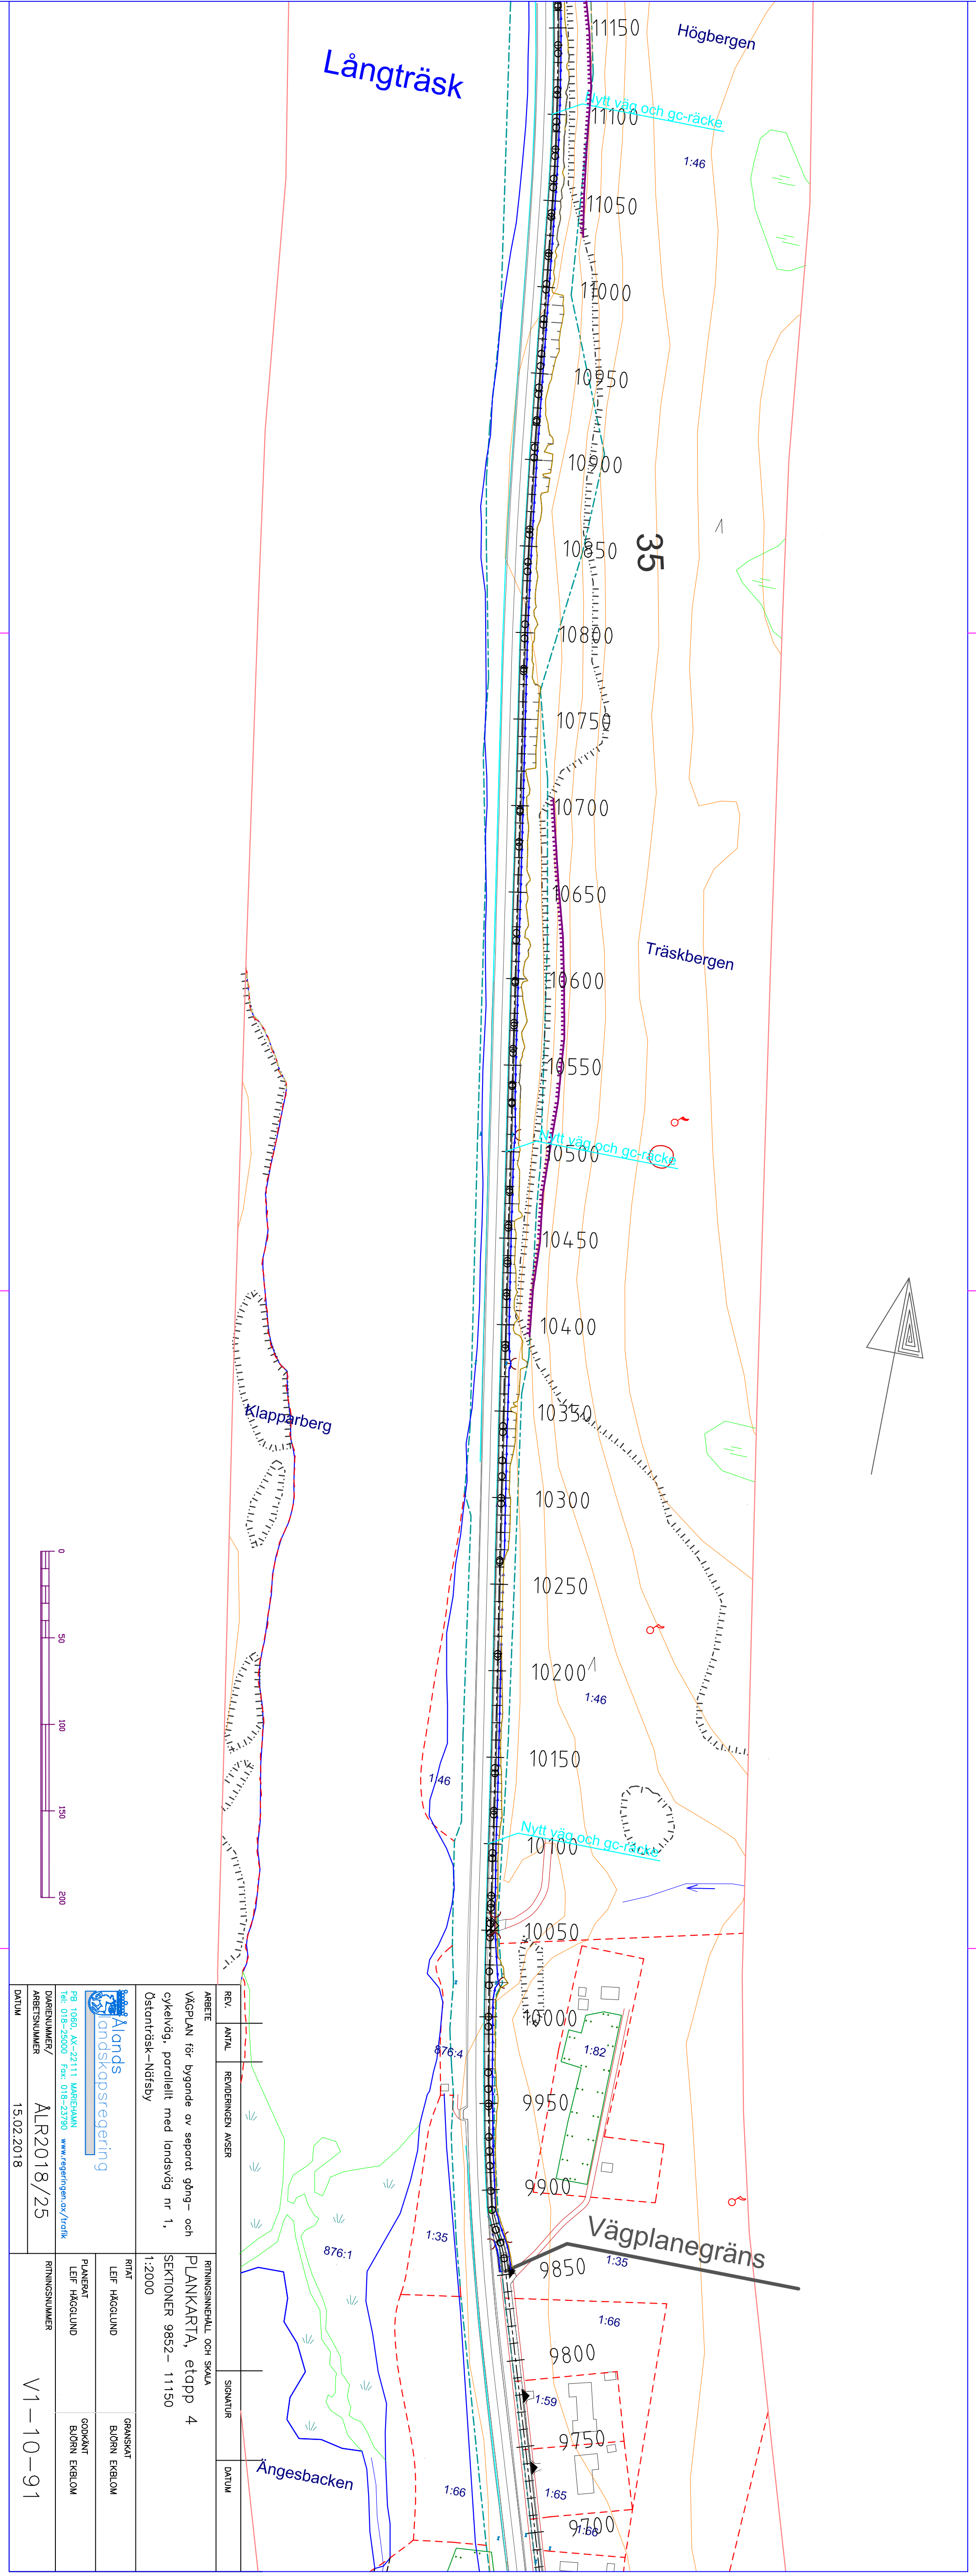 Långträsk
11150
Högbergen
Nytt väg och gc-räcke
11100
1:46
11050
11000
10950
10900
35
10850
10800
10750
10700
10650
Träskbergen
10600
10550
Nytt väg och gc-räcke
10500
10450
10400
10350
Klapparberg
10300
10250
10200
1:46
10150
1:46
Nytt väg och gc-räcke
10100
10050
10000
876:4
1:82
9950
9900
Vägplanegräns
1:35
876:1
1:35
9850
1:66
9800
1:59
9750
Ängesbacken
1:66
1:65
9700
1:66
0
50
100
150
200
REV.
ANTAL
REVIDERINGEN AVSER
SIGNATUR
DATUM
ARBETE
VÄGPLAN för bygande av separat gång- och
cykelväg, parallellt med landsväg nr 1,
Östanträsk-Näfsby
RITNINGSINNEHÅLL OCH SKALA
PLANKARTA, etapp 4
SEKTIONER 9852- 11150
1:2000
Ålands
landskapsregering
PB 1060, AX-22111 MARIEHAMN
Tel: 018-25000 Fax: 018-23790 www.regeringen.ax/trafik
RITAT
LEIF HÄGGLUND
GRANSKAT
BJÖRN EKBLOM
PLANERAT
LEIF HÄGGLUND
GODKÄNT
BJÖRN EKBLOM
DIARIENUMMER/
ARBETSNUMMER
ÅLR2018/25
DATUM
15.02.2018
RITNINGSNUMMER
V1-10-91